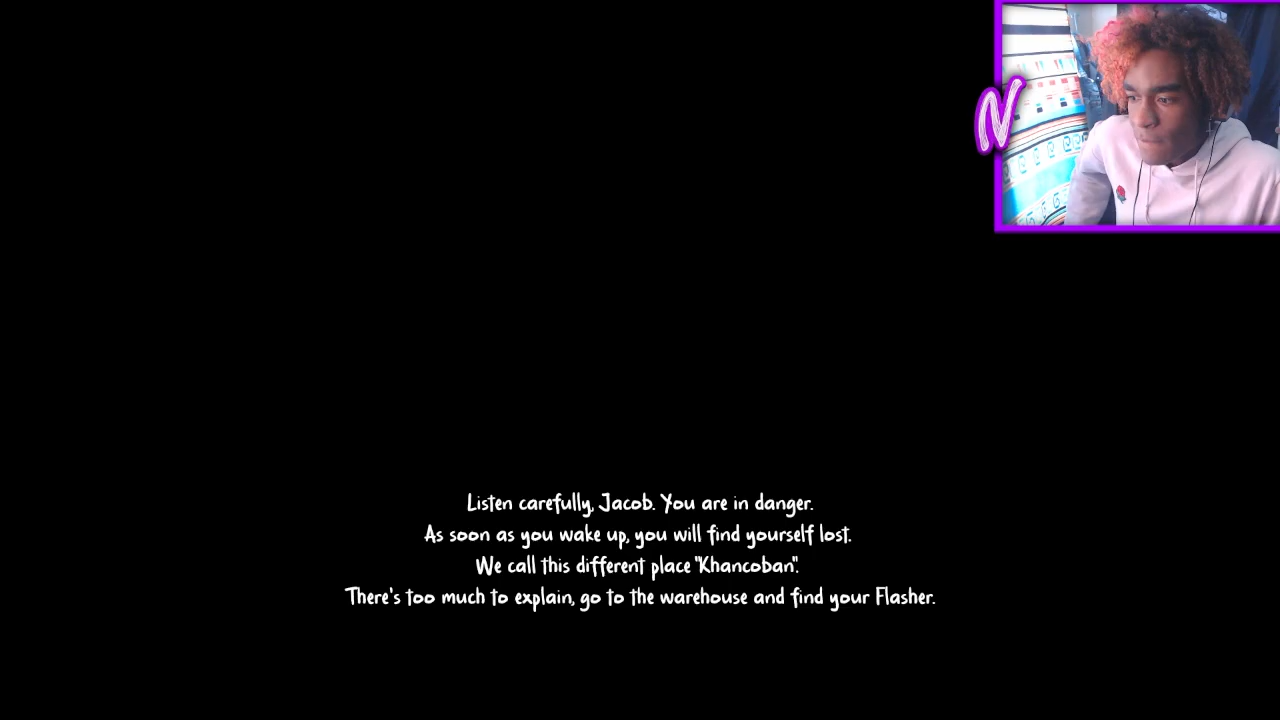 N
Listen carefully, Jacob. You are in danger.
As soon as you wake up, you will find yourself lost.
We call this different place "Khancoban".
There's too much to explain, go to the warehouse and find your Flasher.